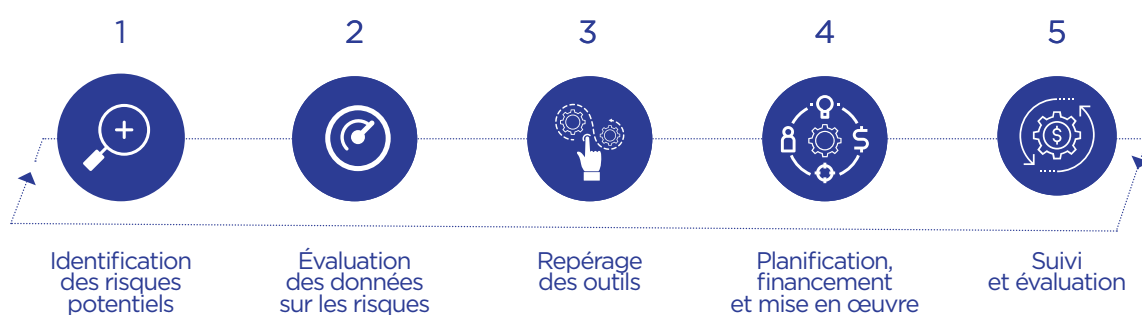 1
2
3
4
5
Identification
des risques
potentiels
Évaluation
des données
sur les risques
Repérage
des outils
Planification,
financement
et mise en œuvre
Suivi
et évaluation